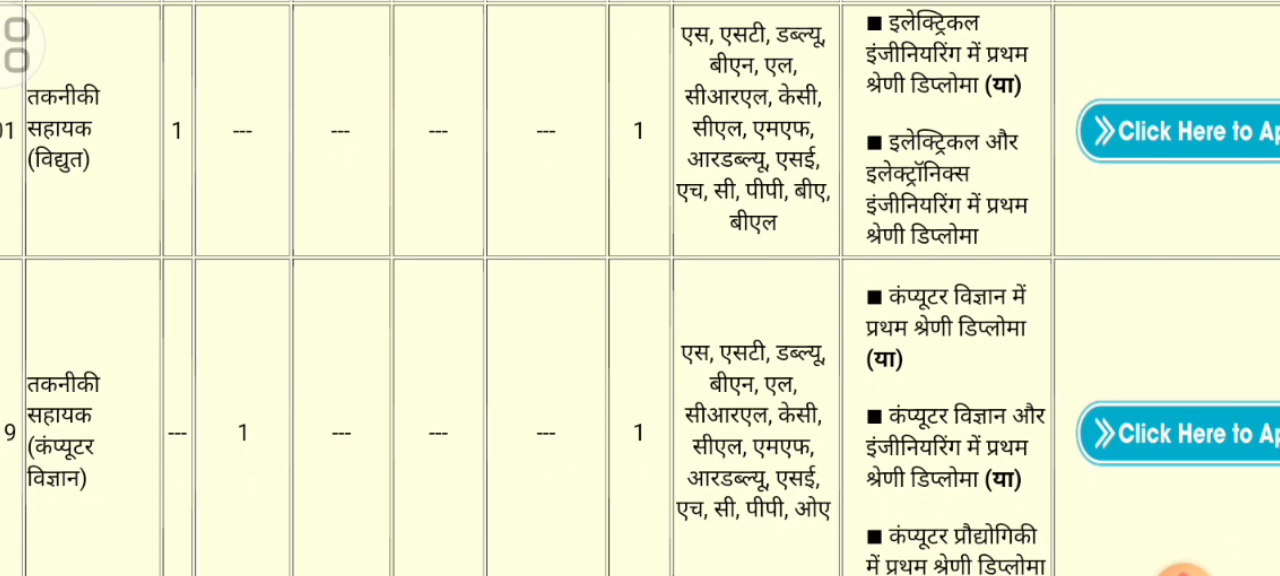 01
तकनीकी
सहायक
(विद्युत)
1
---
---
---
---
1
एस, एसटी, डब्ल्यू,
बीएन, एल,
सीआरएल, केसी,
सीएल, एमएफ,
आरडब्ल्यू, एसई,
एच, सी, पीपी, बीए,
बीएल
■ इलेक्ट्रिकल
इंजीनियरिंग में प्रथम
श्रेणी डिप्लोमा (या)
■ इलेक्ट्रिकल और
इलेक्ट्रॉनिक्स
इंजीनियरिंग में प्रथम
श्रेणी डिप्लोमा
Click Here to
9
तकनीकी
सहायक
(कंप्यूटर
विज्ञान)
---
1
---
---
---
1
एस, एसटी, डब्ल्यू,
बीएन, एल,
सीआरएल, केसी,
सीएल, एमएफ,
आरडब्ल्यू, एसई,
एच, सी, पीपी, ओए
■ कंप्यूटर विज्ञान में
प्रथम श्रेणी डिप्लोमा
(या)
■ कंप्यूटर विज्ञान और
इंजीनियरिंग में प्रथम
श्रेणी डिप्लोमा (या)
■ कंप्यूटर प्रौद्योगिकी
में प्रथम श्रेणी डिप्लोमा
Click Here to